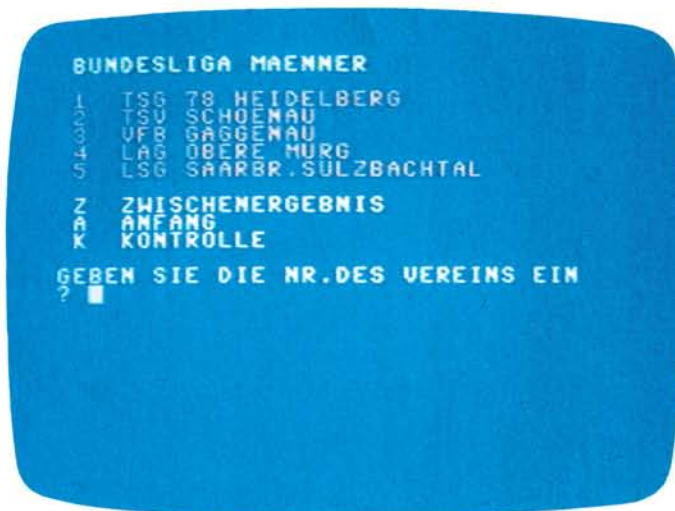 BUNDESLIGA MAENNER
1 TSG 78 HEIDELBERG
2 TSV SCHOENAU
3 VFB GAGGENAU
4 LAG OBERE MURG
5 LSG SAARBR.SULZBACHTAL
Z ZWISCHENERGEBNIS
A ANFANG
K KONTROLLE
GEBEN SIE DIE NR.DES VEREINS EIN
?